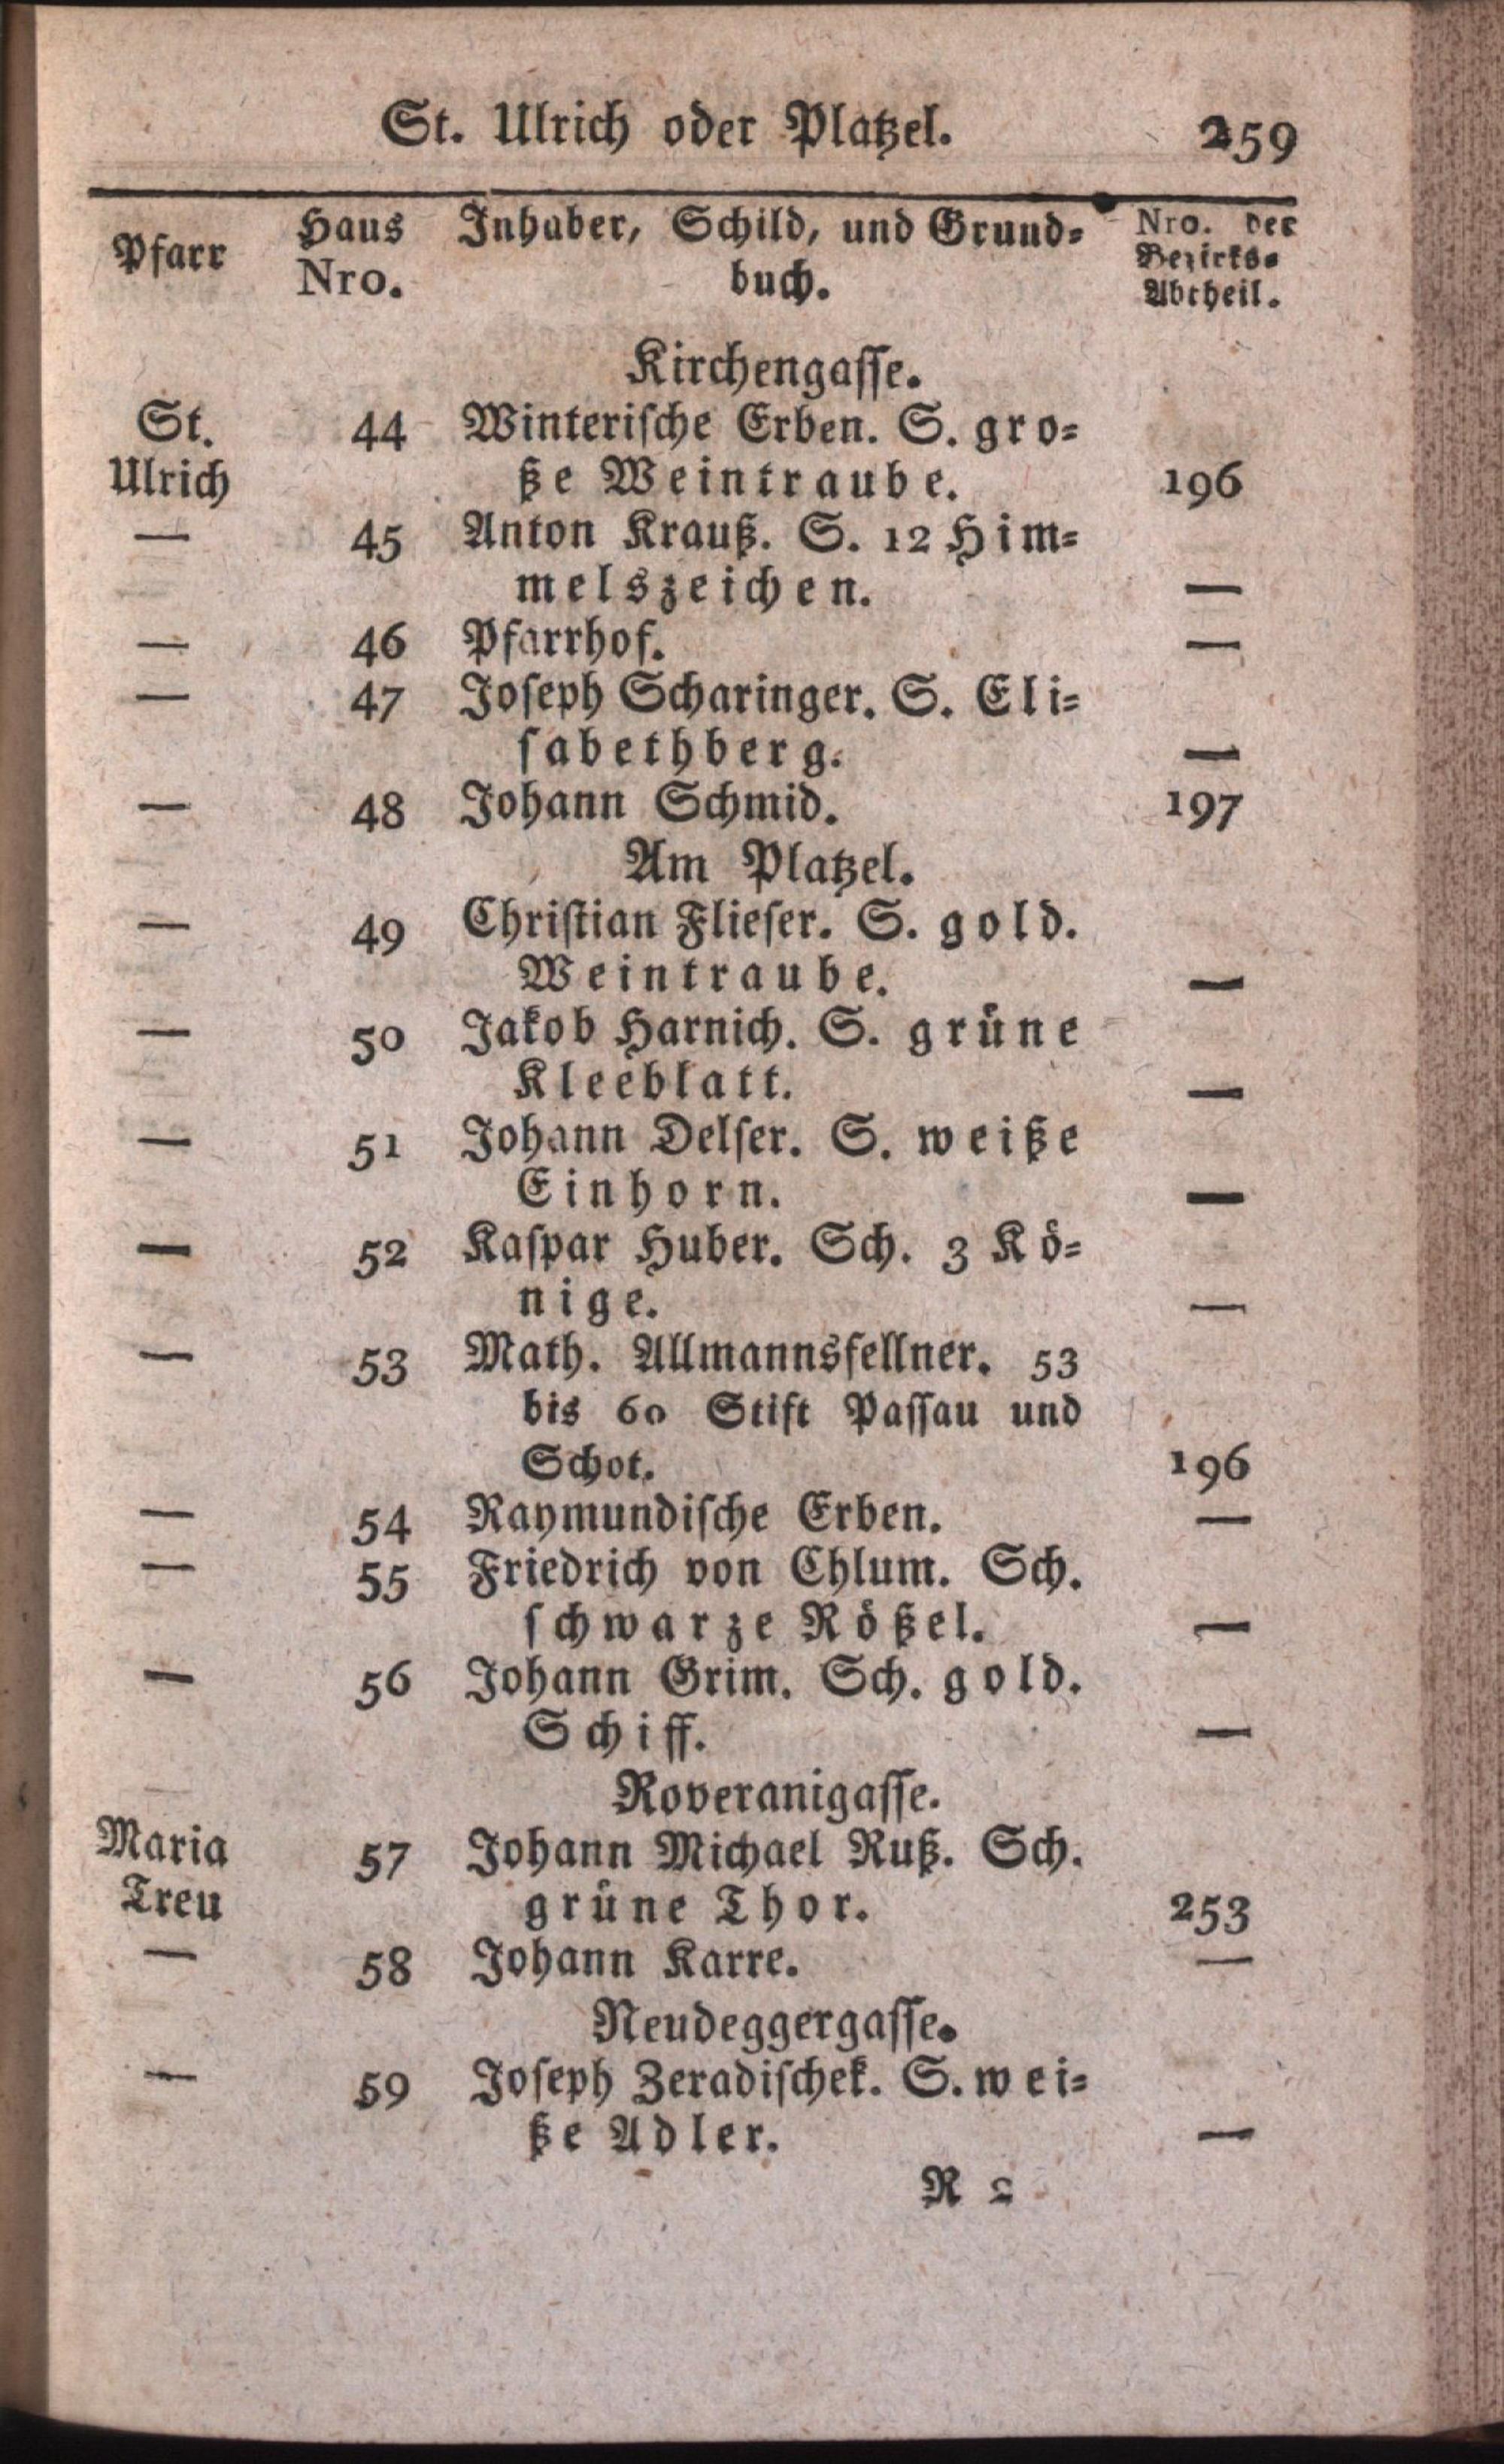 St. Ulrich oder Platzel. 259
Pfarr Haus Nro. Inhaber, Schild, und Grund= Nro. der
buch. Bezirks=
Abtheil.
Kirchengasse.
St. 44 Winterische Erben. S. gro=
Ulrich ße Weintraube. 196
— 45 Anton Krauß. S. 12 Him=
melszeichen. —
— 46 Pfarrhof. —
— 47 Joseph Scharinger. S. Eli=
sabethberg. —
— 48 Johann Schmid. 197
Am Platzel.
— 49 Christian Flieser. S. gold.
Weintraube. —
— 50 Jakob Harnich. S. grüne
Kleeblatt. —
— 51 Johann Delser. S. weiße
Einhorn. —
— 52 Kaspar Huber. Sch. 3 Kö=
nige. —
— 53 Math. Allmannsfellner. 53
bis 60 Stift Passau und
Schot. 196
— 54 Raymundische Erben. —
— 55 Friedrich von Chlum. Sch.
schwarze Rößel. —
— 56 Johann Grim. Sch. gold.
Schiff. —
Roveranigasse.
Maria 57 Johann Michael Ruß. Sch.
Treu grüne Thor. 253
— 58 Johann Karre. —
Neudeggergasse.
— 59 Joseph Zeradischek. S. wei=
ße Adler. —
R 2